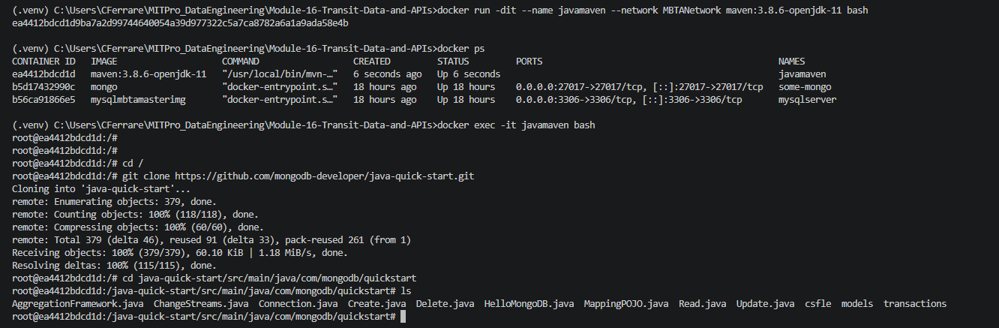 (.venv) C:\Users\CFerrare\MITPro_DataEngineering\Module-16-Transit-Data-and-APIs>docker run -dit --name javamaven --network MBTANetwork maven:3.8.6-openjdk-11 bash
ea4412bdcd1d9ba7a2d99744640054a39d977322c5a7ca8782a6a1a9ada58e4b
(.venv) C:\Users\CFerrare\MITPro_DataEngineering\Module-16-Transit-Data-and-APIs>docker ps
CONTAINER ID   IMAGE                     COMMAND                  CREATED         STATUS         PORTS                                             NAMES
ea4412bdcd1d   maven:3.8.6-openjdk-11   "/usr/local/bin/mvn-…"   6 seconds ago   Up 6 seconds                                                     javamaven
b5d17432990c   mongo                     "docker-entrypoint.s…"   18 hours ago    Up 18 hours    0.0.0.0:27017->27017/tcp, [::]:27017->27017/tcp   some-mongo
b56ca91866e5   mysqlmbtamasterimg        "docker-entrypoint.s…"   18 hours ago    Up 18 hours    0.0.0.0:3306->3306/tcp, [::]:3306->3306/tcp       mysqlserver
(.venv) C:\Users\CFerrare\MITPro_DataEngineering\Module-16-Transit-Data-and-APIs>docker exec -it javamaven bash
root@ea4412bdcd1d:/#
root@ea4412bdcd1d:/#
root@ea4412bdcd1d:/# cd /
root@ea4412bdcd1d:/# git clone https://github.com/mongodb-developer/java-quick-start.git
Cloning into 'java-quick-start'...
remote: Enumerating objects: 379, done.
remote: Counting objects: 100% (118/118), done.
remote: Compressing objects: 100% (60/60), done.
remote: Total 379 (delta 46), reused 91 (delta 33), pack-reused 261 (from 1)
Receiving objects: 100% (379/379), 60.10 KiB | 1.18 MiB/s, done.
Resolving deltas: 100% (115/115), done.
root@ea4412bdcd1d:/# cd java-quick-start/src/main/java/com/mongodb/quickstart
root@ea4412bdcd1d:/java-quick-start/src/main/java/com/mongodb/quickstart# ls
AggregationFramework.java  ChangeStreams.java  Connection.java  Create.java  Delete.java  HelloMongoDB.java  MappingPOJO.java  Read.java  Update.java  csfle  models  transactions
root@ea4412bdcd1d:/java-quick-start/src/main/java/com/mongodb/quickstart#